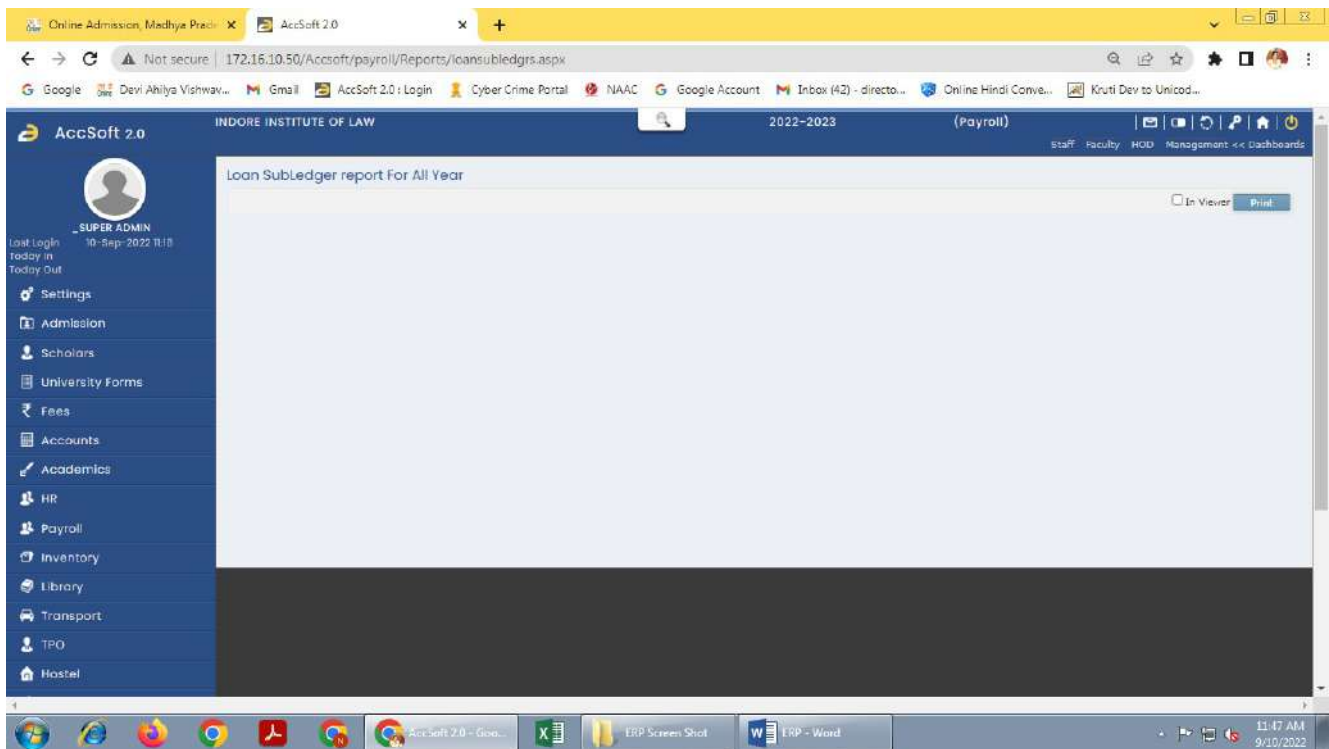 Online Admission, Madhya Prade
AccSoft 2.0
Not secure
172.16.10.50/Accsoft/payroll/Reports/loansubledgrs.aspx
Google
Devi Ahilya Vishwav...
Gmail
AccSoft 2.0 : Login
Cyber Crime Portal
NAAC
Google Account
Inbox (42) - directo...
Online Hindi Conve...
Kruti Dev to Unicod...
AccSoft 2.0
INDORE INSTITUTE OF LAW
2022-2023
(Payroll)
Staff Faculty HOD Management << Dashboards
Loan SubLedger report For All Year
In Viewer
Print
_SUPER ADMIN
Last Login 10-Sep-2022 11:18
Today In
Today Out
Settings
Admission
Scholars
University Forms
Fees
Accounts
Academics
HR
Payroll
Inventory
Library
Transport
TPO
Hostel
AccSoft 2.0 - Goo...
ERP Screen Shot
ERP - Word
11:47 AM
9/10/2022